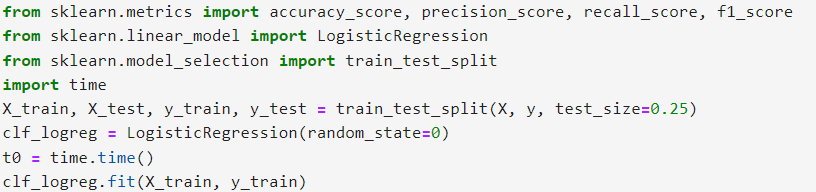 from sklearn.metrics import accuracy_score, precision_score, recall_score, f1_score
from sklearn.linear_model import LogisticRegression
from sklearn.model_selection import train_test_split
import time
X_train, X_test, y_train, y_test = train_test_split(X, y, test_size=0.25)
clf_logreg = LogisticRegression(random_state=0)
t0 = time.time()
clf_logreg.fit(X_train, y_train)